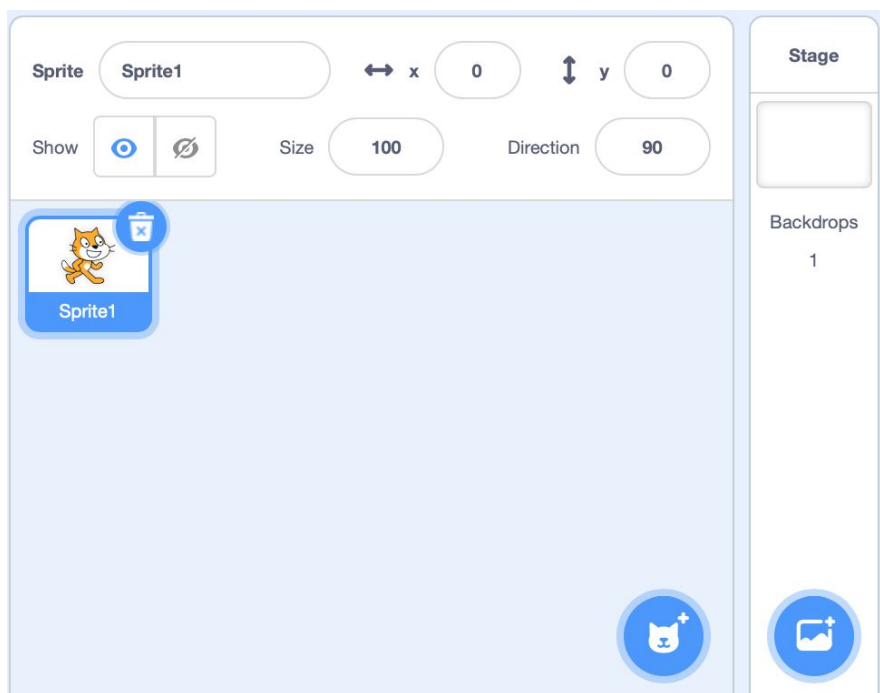 Sprite Sprite1 x 0 y 0
Show Size 100 Direction 90
Sprite1
Stage
Backdrops
1